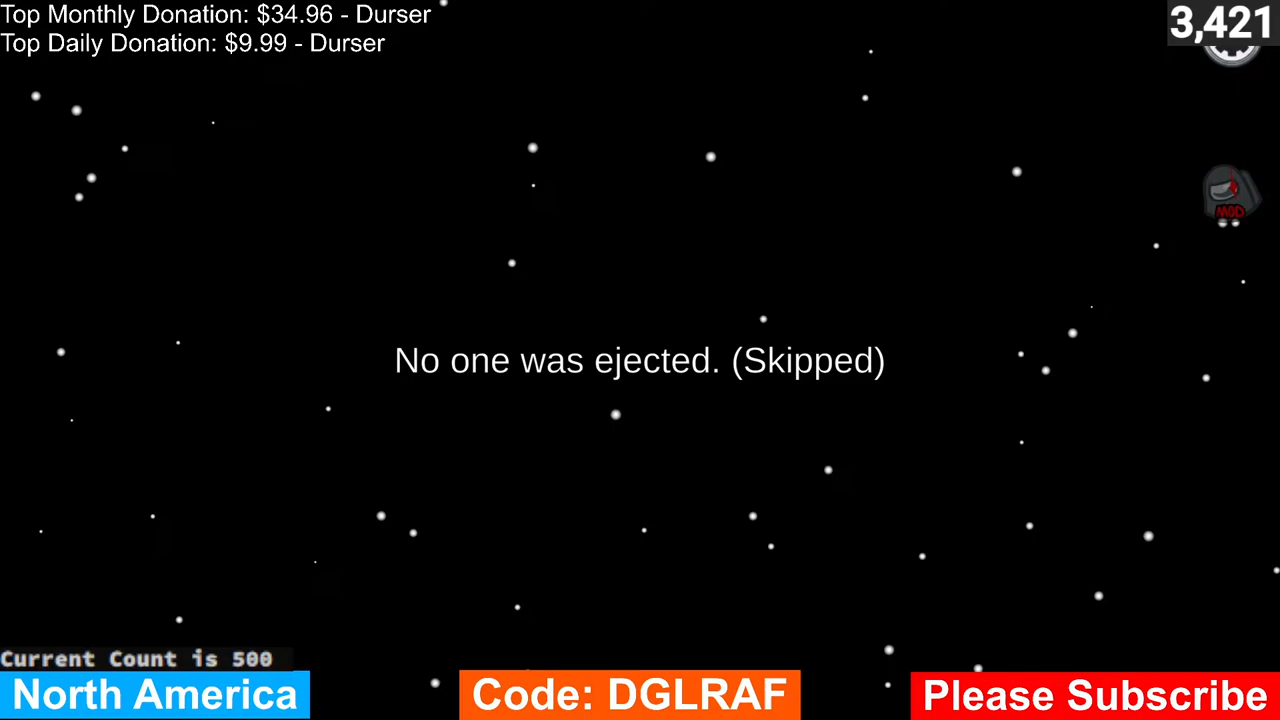 Top Monthly Donation: $34.96 - Durser
Top Daily Donation: $9.99 - Durser
3,421
MOD
No one was ejected. (Skipped)
Current Count is 500
North America
Code: DGLRAF
Please Subscribe